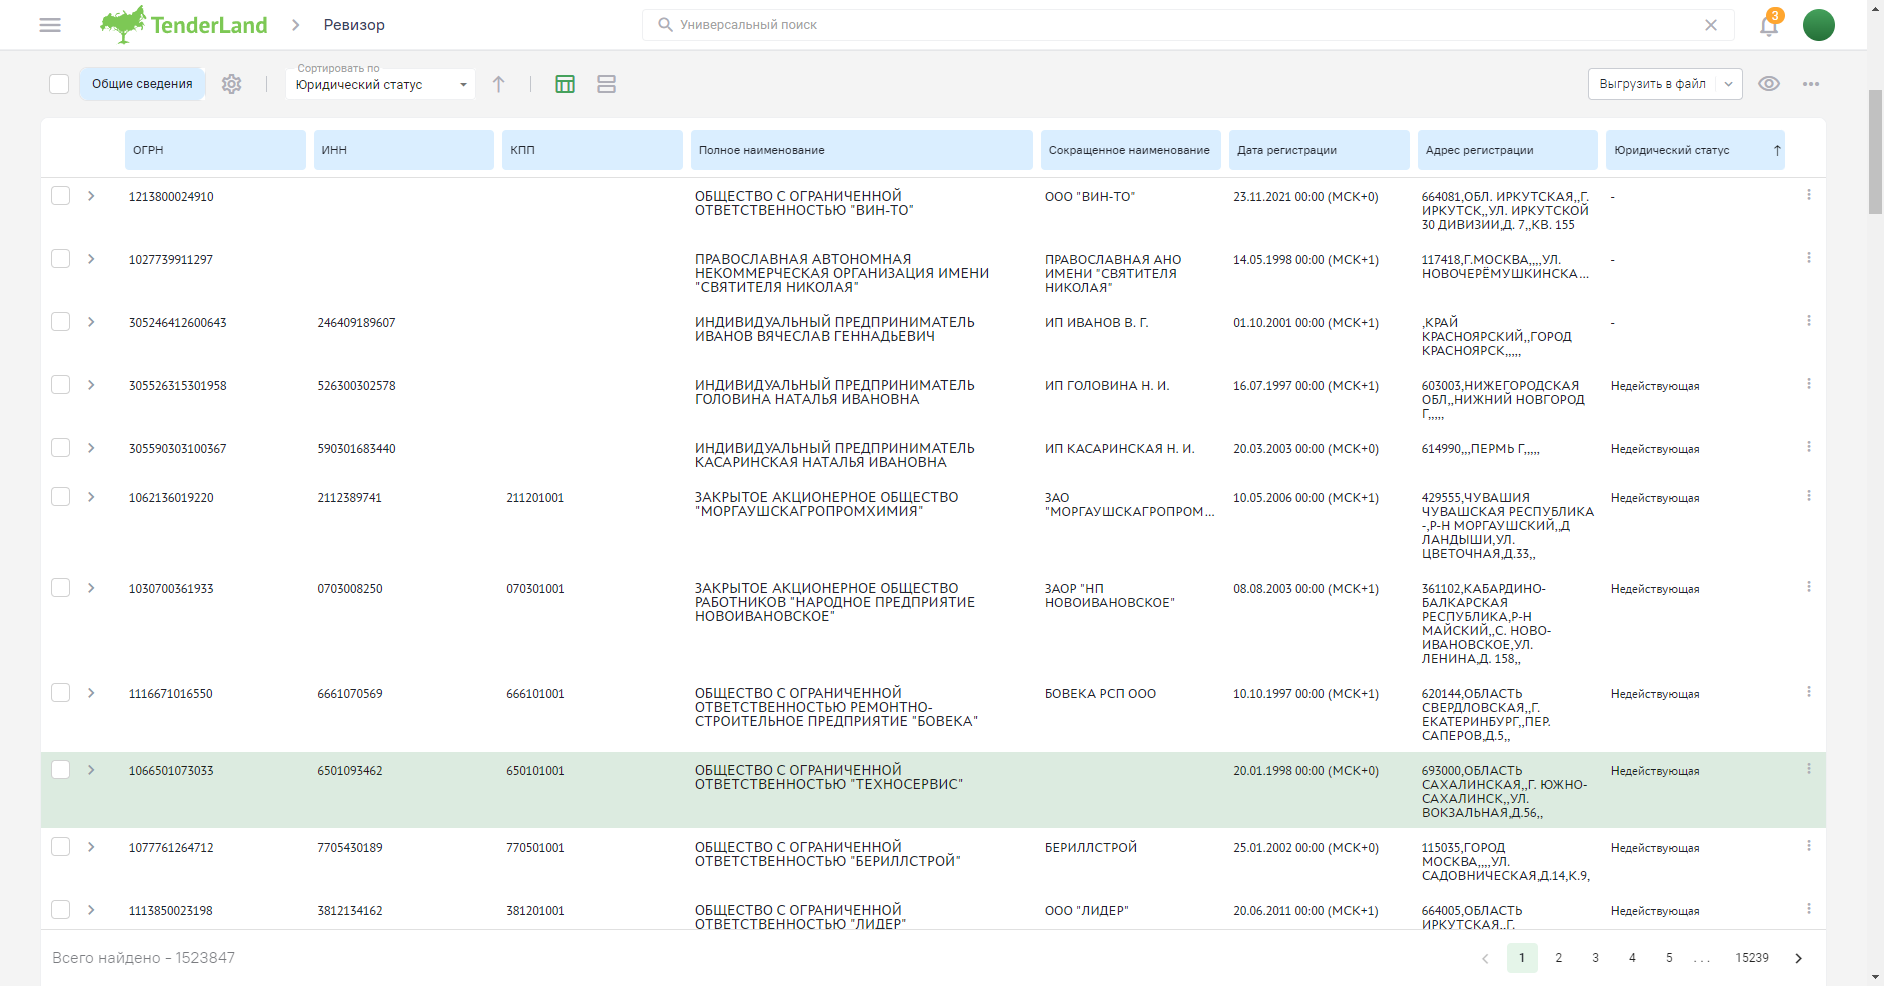 TenderLand
Ревизор
Универсальный поиск
3
Общие сведения
Сортировать по
Юридический статус
Выгрузить в файл
ОГРН
ИНН
КПП
Полное наименование
Сокращенное наименование
Дата регистрации
Адрес регистрации
Юридический статус
1213800024910
ОБЩЕСТВО С ОГРАНИЧЕННОЙ
ОТВЕТСТВЕННОСТЬЮ "ВИН-ТО"
ООО "ВИН-ТО"
23.11.2021 00:00 (МСК+0)
664081,ОБЛ. ИРКУТСКАЯ,,Г.
ИРКУТСК,,УЛ. ИРКУТСКОЙ
30 ДИВИЗИИ,Д. 7,,КВ. 155
-
1027739911297
ПРАВОСЛАВНАЯ АВТОНОМНАЯ
НЕКОММЕРЧЕСКАЯ ОРГАНИЗАЦИЯ ИМЕНИ
"СВЯТИТЕЛЯ НИКОЛАЯ"
ПРАВОСЛАВНАЯ АНО
ИМЕНИ "СВЯТИТЕЛЯ
НИКОЛАЯ"
14.05.1998 00:00 (МСК+1)
117418,Г.МОСКВА,,,,УЛ.
НОВОЧЕРЁМУШКИНСКА...
-
305246412600643
246409189607
ИНДИВИДУАЛЬНЫЙ ПРЕДПРИНИМАТЕЛЬ
ИВАНОВ ВЯЧЕСЛАВ ГЕННАДЬЕВИЧ
ИП ИВАНОВ В. Г.
01.10.2001 00:00 (МСК+1)
,КРАЙ
КРАСНОЯРСКИЙ,,ГОРОД
КРАСНОЯРСК,,,,,
-
305526315301958
526300302578
ИНДИВИДУАЛЬНЫЙ ПРЕДПРИНИМАТЕЛЬ
ГОЛОВИНА НАТАЛЬЯ ИВАНОВНА
ИП ГОЛОВИНА Н. И.
16.07.1997 00:00 (МСК+1)
603003,НИЖЕГОРОДСКАЯ
ОБЛ,,НИЖНИЙ НОВГОРОД
Г,,,,,
Недействующая
305590303100367
590301683440
ИНДИВИДУАЛЬНЫЙ ПРЕДПРИНИМАТЕЛЬ
КАСАРИНСКАЯ НАТАЛЬЯ ИВАНОВНА
ИП КАСАРИНСКАЯ Н. И.
20.03.2003 00:00 (МСК+0)
614990,,,ПЕРМЬ Г,,,,,
Недействующая
1062136019220
2112389741
211201001
ЗАКРЫТОЕ АКЦИОНЕРНОЕ ОБЩЕСТВО
"МОРГАУШСКАГРОПРОМХИМИЯ"
ЗАО
"МОРГАУШСКАГРОПРОМ...
10.05.2006 00:00 (МСК+1)
429555,ЧУВАШИЯ
ЧУВАШСКАЯ РЕСПУБЛИКА
-,Р-Н МОРГАУШСКИЙ,,Д
ЛАНДЫШИ,УЛ.
ЦВЕТОЧНАЯ,Д.33,,
Недействующая
1030700361933
0703008250
070301001
ЗАКРЫТОЕ АКЦИОНЕРНОЕ ОБЩЕСТВО
РАБОТНИКОВ "НАРОДНОЕ ПРЕДПРИЯТИЕ
НОВОИВАНОВСКОЕ"
ЗАОР "НП
НОВОИВАНОВСКОЕ"
08.08.2003 00:00 (МСК+1)
361102,КАБАРДИНО-
БАЛКАРСКАЯ
РЕСПУБЛИКА,Р-Н
МАЙСКИЙ,,С. НОВО-
ИВАНОВСКОЕ,УЛ.
ЛЕНИНА,Д. 158,,
Недействующая
1116671016550
6661070569
666101001
ОБЩЕСТВО С ОГРАНИЧЕННОЙ
ОТВЕТСТВЕННОСТЬЮ РЕМОНТНО-
СТРОИТЕЛЬНОЕ ПРЕДПРИЯТИЕ "БОВЕКА"
БОВЕКА РСП ООО
10.10.1997 00:00 (МСК+1)
620144,ОБЛАСТЬ
СВЕРДЛОВСКАЯ,,Г.
ЕКАТЕРИНБУРГ,,ПЕР.
САПЕРОВ,Д.5,,
Недействующая
1066501073033
6501093462
650101001
ОБЩЕСТВО С ОГРАНИЧЕННОЙ
ОТВЕТСТВЕННОСТЬЮ "ТЕХНОСЕРВИС"
20.01.1998 00:00 (МСК+0)
693000,ОБЛАСТЬ
САХАЛИНСКАЯ,,Г. ЮЖНО-
САХАЛИНСК,,УЛ.
ВОКЗАЛЬНАЯ,Д.56,,
Недействующая
1077761264712
7705430189
770501001
ОБЩЕСТВО С ОГРАНИЧЕННОЙ
ОТВЕТСТВЕННОСТЬЮ "БЕРИЛЛСТРОЙ"
БЕРИЛЛСТРОЙ
25.01.2002 00:00 (МСК+0)
115035,ГОРОД
МОСКВА,,,,УЛ.
САДОВНИЧЕСКАЯ,Д.14,К.9,
Недействующая
1113850023198
3812134162
381201001
ОБЩЕСТВО С ОГРАНИЧЕННОЙ
ОТВЕТСТВЕННОСТЬЮ "ЛИДЕР"
ООО "ЛИДЕР"
20.06.2011 00:00 (МСК+1)
664005,ОБЛАСТЬ
ИРКУТСКАЯ,,Г.
Недействующая
Всего найдено - 1523847
1 2 3 4 5 ... 15239